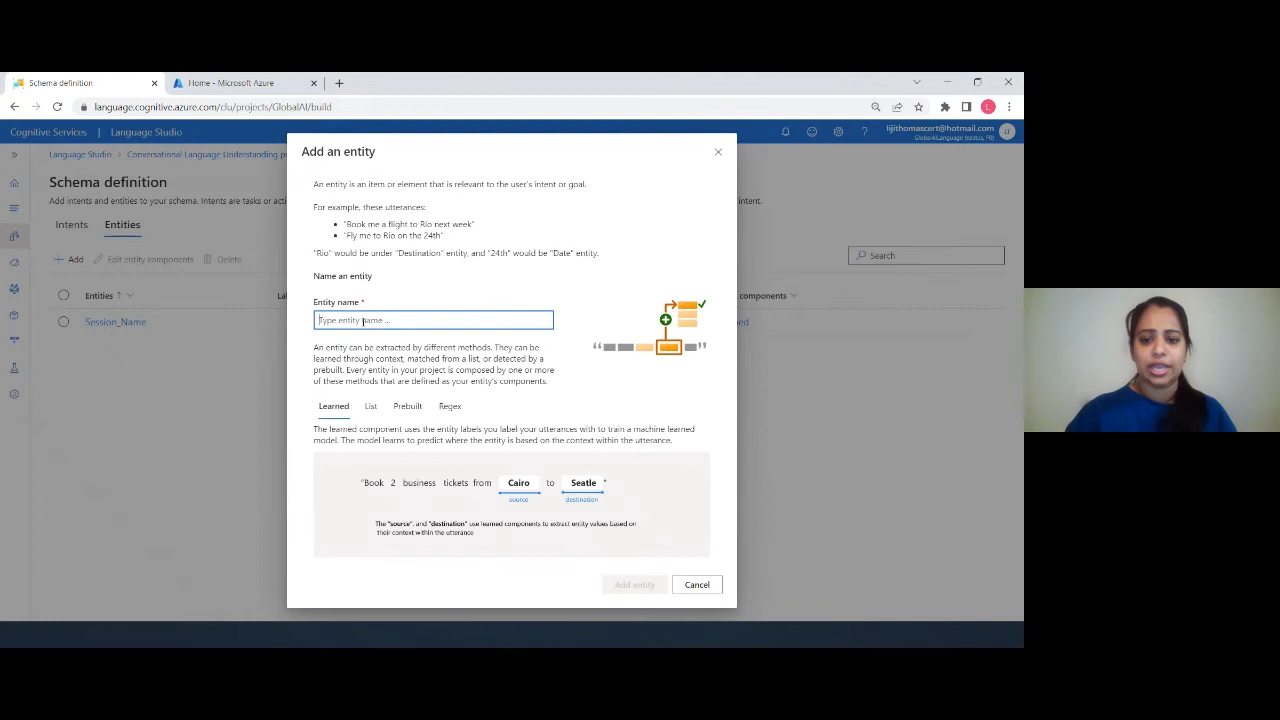 Schema definition
Home - Microsoft Azure
language.cognitive.azure.com/clu/projects/GlobalAI/build
Cognitive Services | Language Studio
lijithomascert@hotmail.com
Language Studio > Conversational Language Understanding
Schema definition
Add intents and entities to your schema. Intents are tasks or
Intents Entities
+ Add Edit entity components Delete
Search
Entities ↑
components
Session_Name
Add an entity
An entity is an item or element that is relevant to the user's intent or goal.
For example, these utterances:
• "Book me a flight to Rio next week"
• "Fly me to Rio on the 24th"
"Rio" would be under "Destination" entity, and "24th" would be "Date" entity.
Name an entity
Entity name *
Type entity name ...
An entity can be extracted by different methods. They can be
learned through context, matched from a list, or detected by a
prebuilt. Every entity in your project is composed by one or more
of these methods that are defined as your entity's components.
Learned List Prebuilt Regex
The learned component uses the entity labels you label your utterances with to train a machine learned
model. The model learns to predict where the entity is based on the context within the utterance.
"Book 2 business tickets from Cairo to Seatle "
source destination
The "source", and "destination" use learned components to extract entity values based on
their context within the utterance
Add entity Cancel